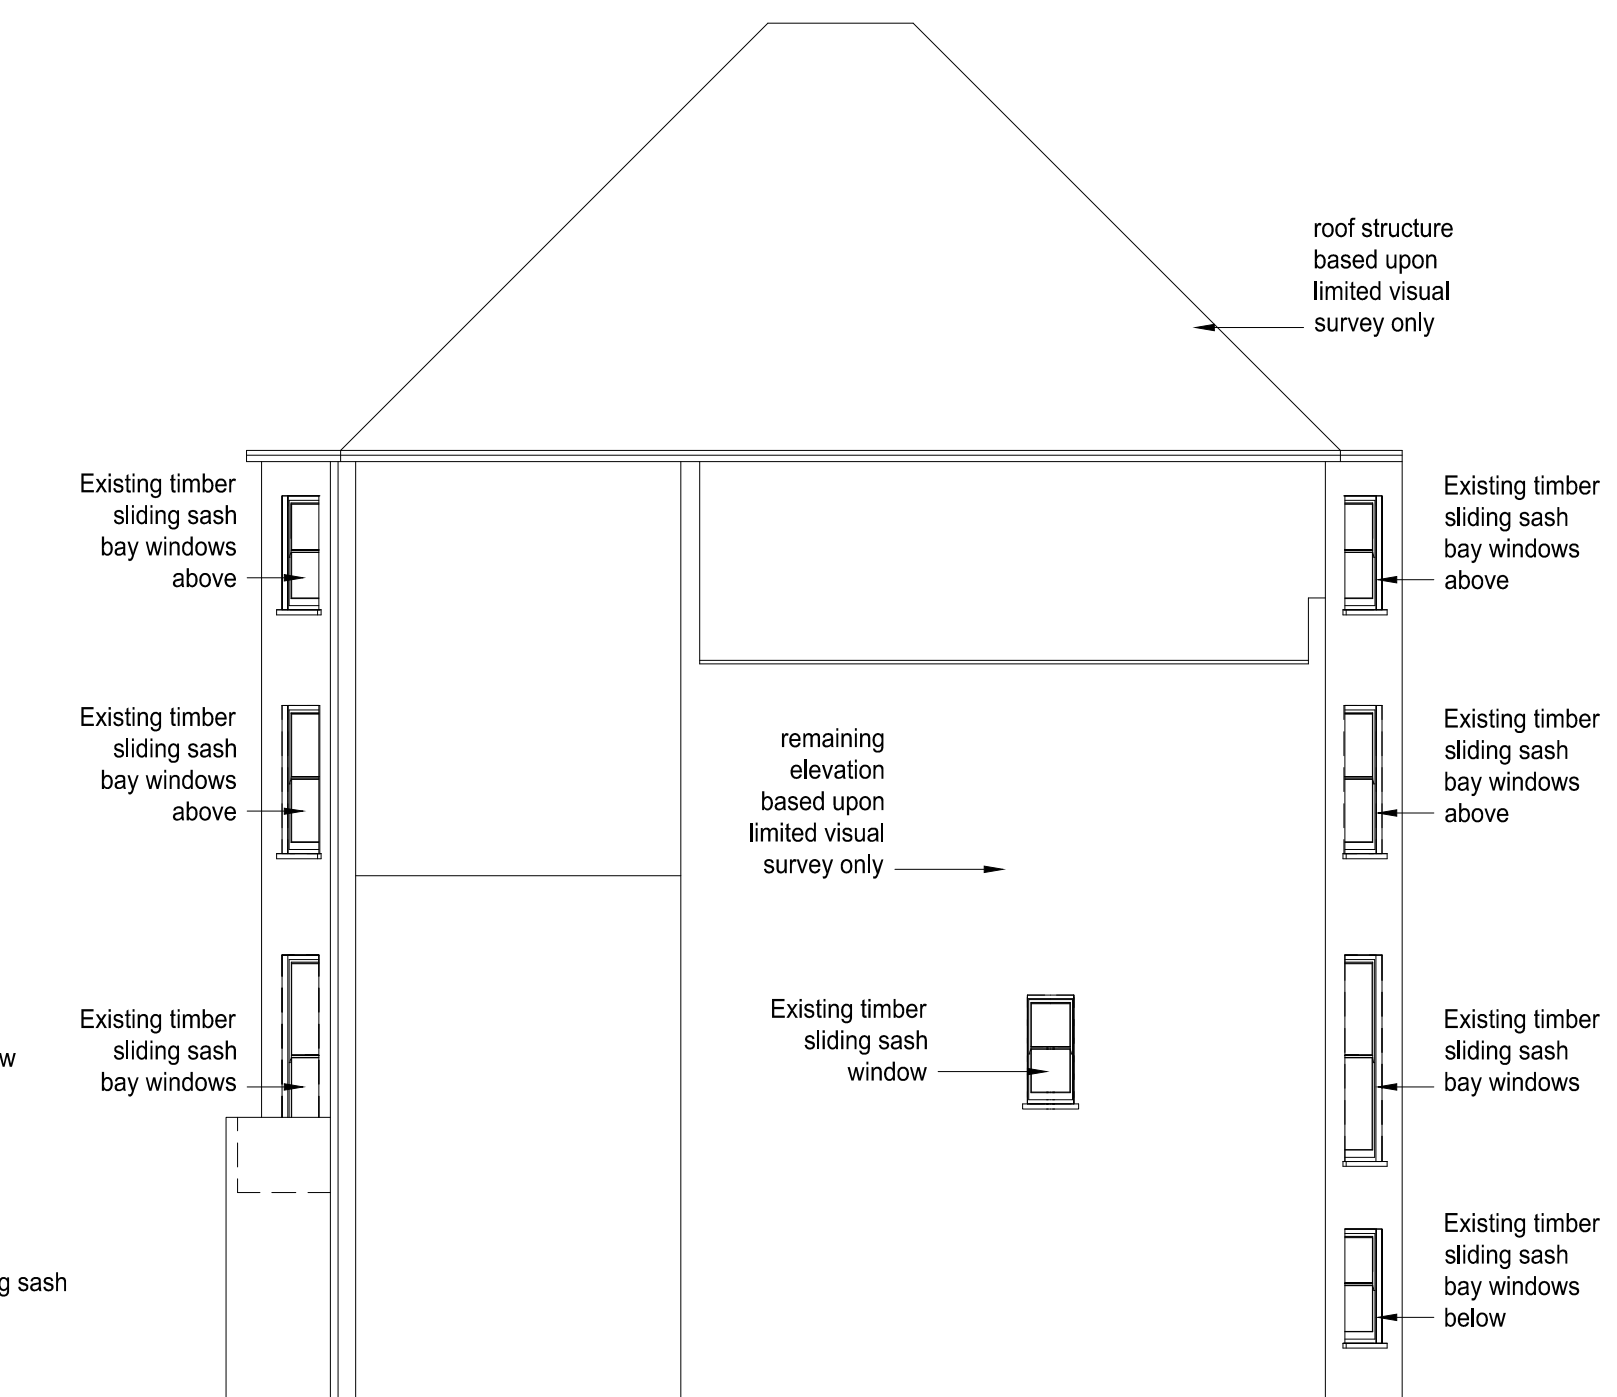 roof structure
based upon
limited visual
survey only
Existing timber
sliding sash
bay windows
above
Existing timber
sliding sash
bay windows
above
Existing timber
sliding sash
bay windows
above
remaining
elevation
based upon
limited visual
survey only
Existing timber
sliding sash
bay windows
above
Existing timber
sliding sash
bay windows
Existing timber
sliding sash
window
Existing timber
sliding sash
bay windows
w
g sash
Existing timber
sliding sash
bay windows
below